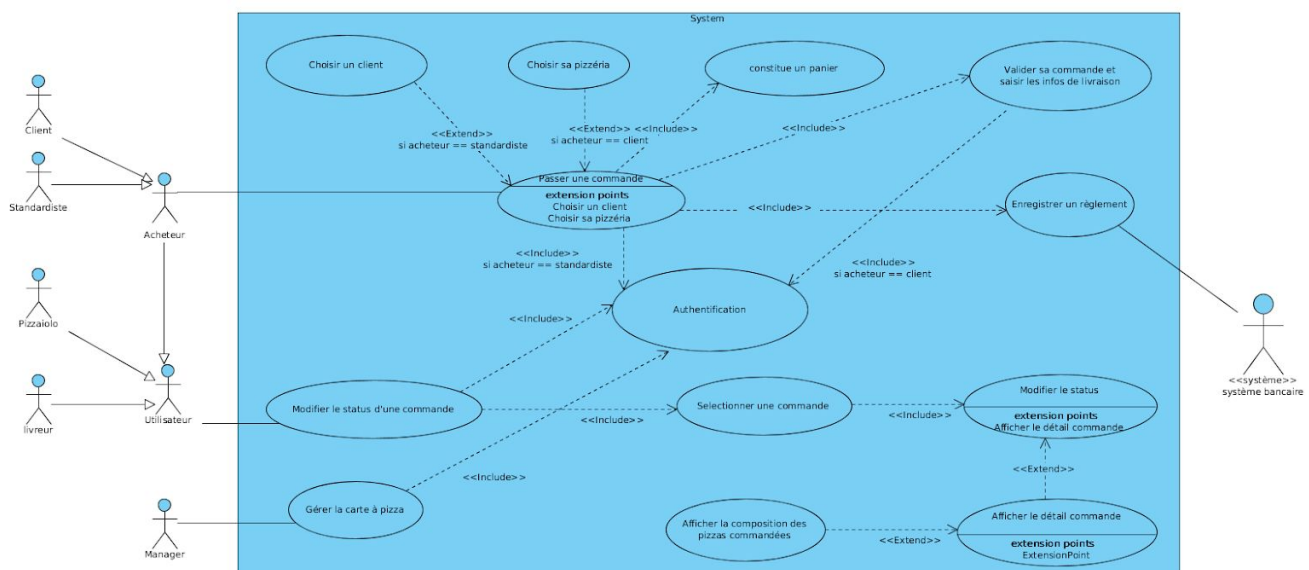 System
Choisir un client
Choisir sa pizzéria
constitue un panier
Valider sa commande et
saisir les infos de livraison
Client
<<Extend>>
si acheteur == standardiste
<<Extend>>
si acheteur == client
<<Include>>
<<Include>>
Standardiste
Acheteur
Passer une commande
extension points
Choisir un client
Choisir sa pizzéria
<<Include>>
Enregistrer un règlement
<<Include>>
si acheteur == standardiste
<<Include>>
si acheteur == client
Pizzaiolo
Authentification
<<Include>>
<<système>>
système bancaire
livreur
Utilisateur
Modifier le status d'une commande
<<Include>>
Selectionner une commande
<<Include>>
Modifier le status
extension points
Afficher le détail commande
<<Include>>
<<Extend>>
Manager
Gérer la carte à pizza
Afficher la composition des
pizzas commandées
<<Extend>>
Afficher le détail commande
extension points
ExtensionPoint